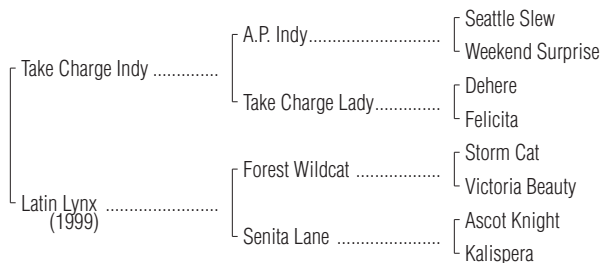 Seattle Slew
A.P. Indy..............................
Weekend Surprise
Take Charge Indy ..............
Dehere
Take Charge Lady...............
Felicita
Storm Cat
Forest Wildcat ...................
Victoria Beauty
Latin Lynx .........................
(1999)
Ascot Knight
Senita Lane .......................
Kalispera